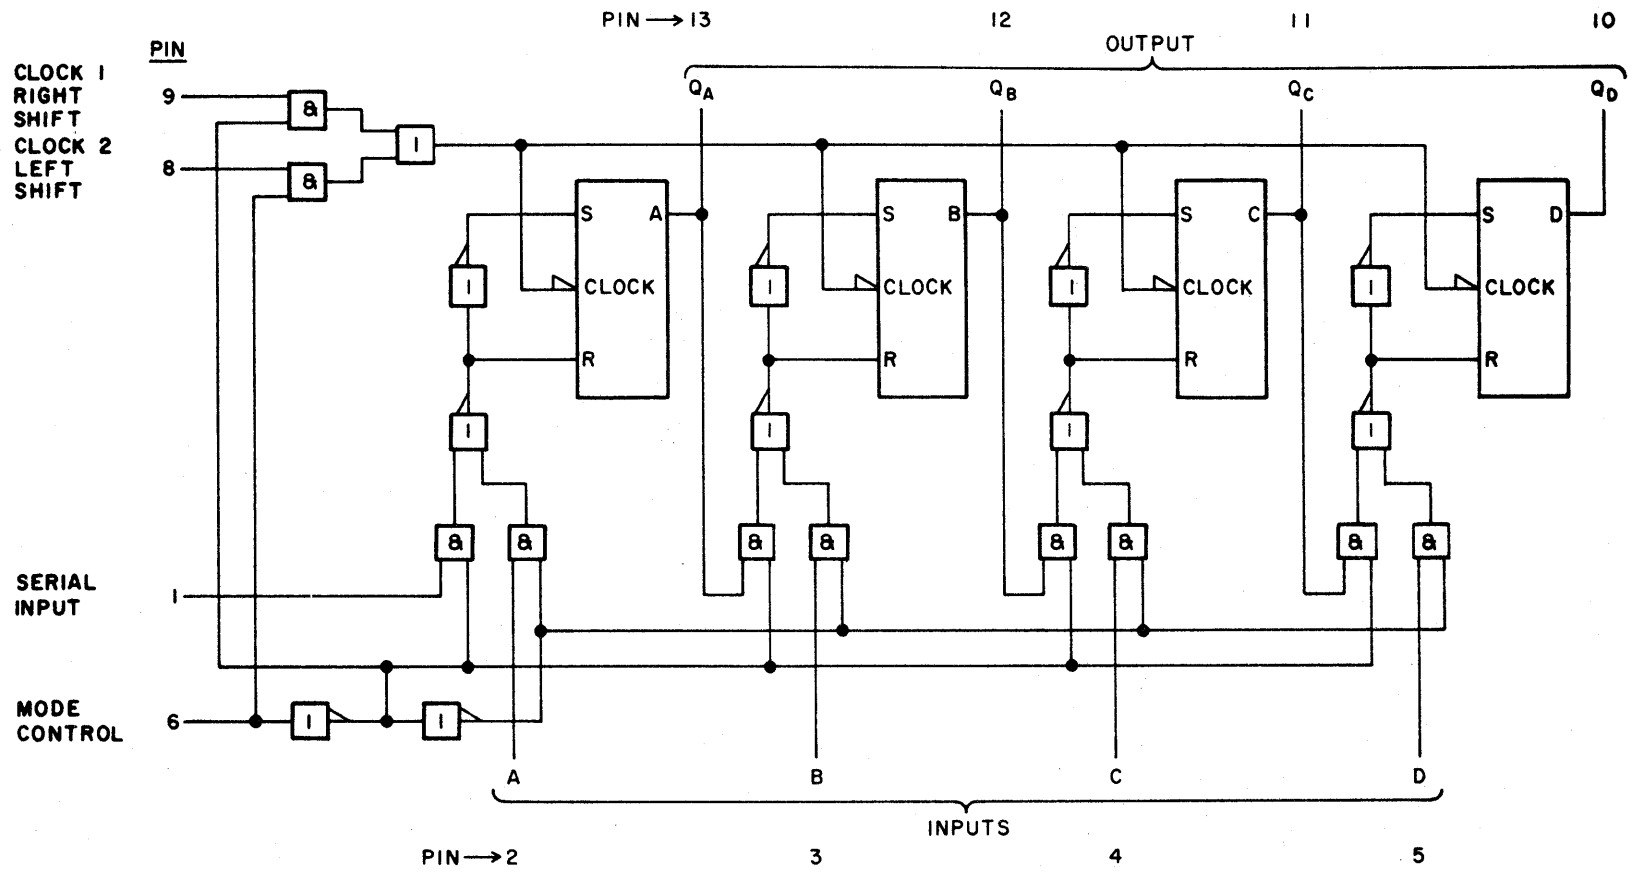 PIN → 13 12 11 10
OUTPUT
PIN
CLOCK 1
RIGHT
SHIFT
9
CLOCK 2
LEFT
SHIFT
8
QA QB QC QD
& 
&
1
S A S B S C S D
1 1 1 1
CLOCK CLOCK CLOCK CLOCK
R R R R
1 1 1 1
& & & & & & & &
SERIAL
INPUT
1
MODE
CONTROL
6
1 1
A B C D
INPUTS
PIN → 2 3 4 5